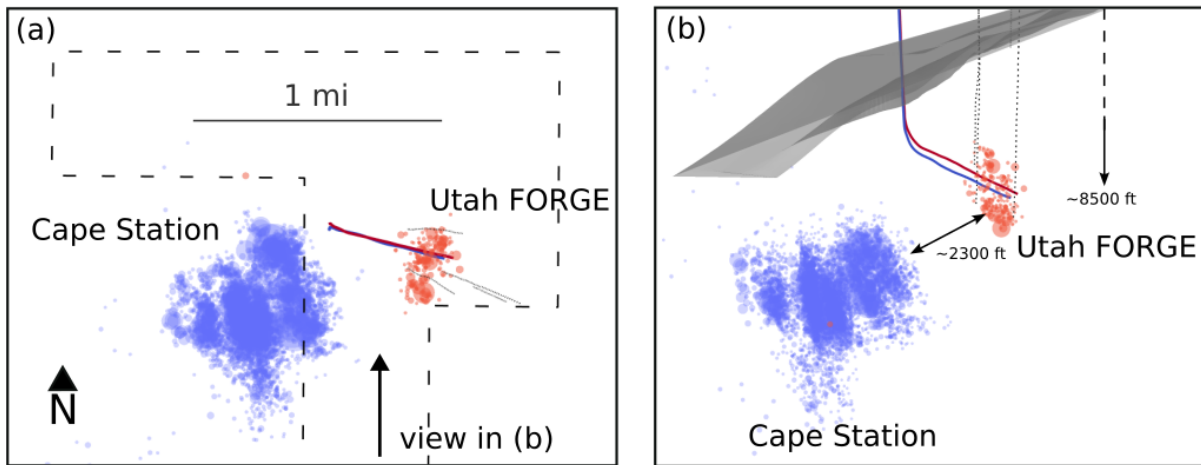 (a)
1 mi
Utah FORGE
Cape Station
N
view in (b)
(b)
~8500 ft
~2300 ft
Utah FORGE
Cape Station